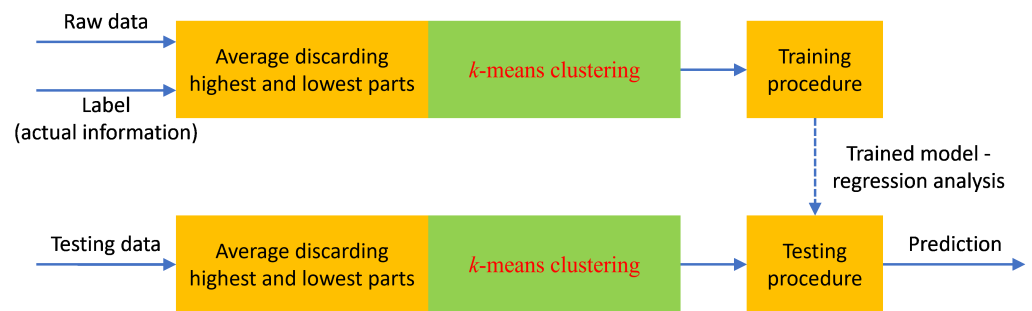 Raw data
Label
(actual information)
Average discarding
highest and lowest parts
k-means clustering
Training
procedure
Trained model -
regression analysis
Testing data
Average discarding
highest and lowest parts
k-means clustering
Testing
procedure
Prediction